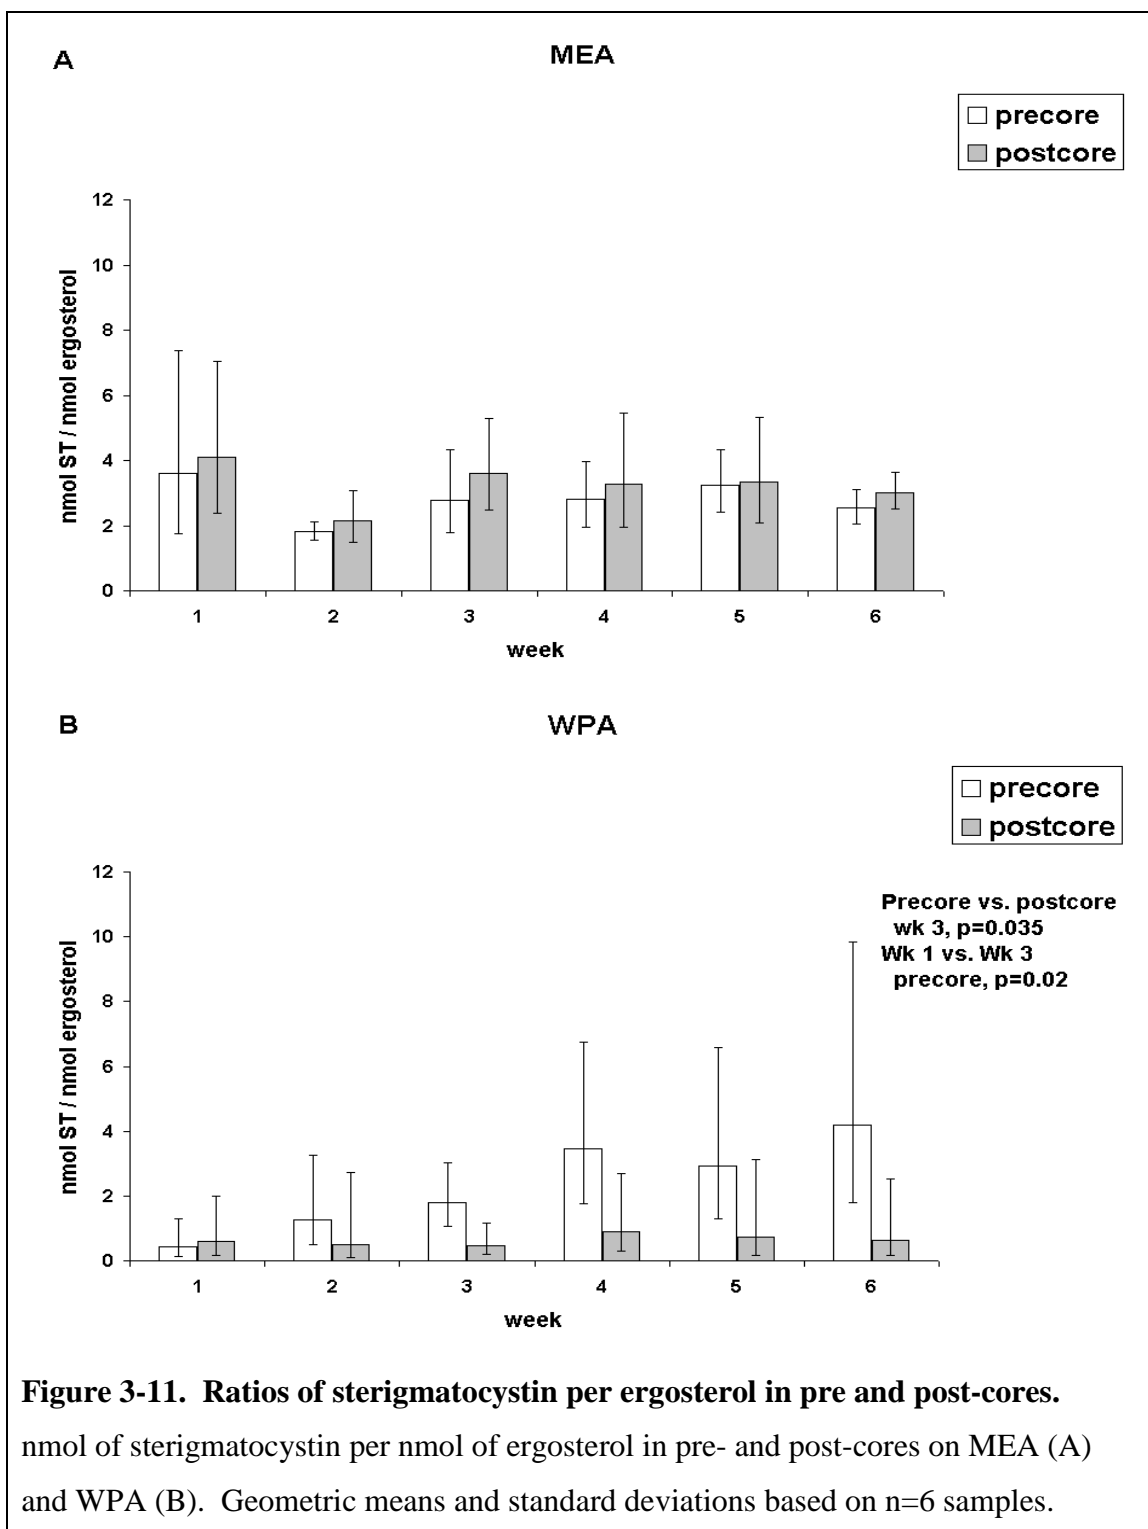 A
MEA
precore
postcore
12
10
8
6
4
2
0
nmol ST / nmol ergosterol
1 2 3 4 5 6
week
B
WPA
precore
postcore
12
10
8
6
4
2
0
nmol ST / nmol ergosterol
Precore vs. postcore
wk 3, p=0.035
Wk 1 vs. Wk 3
precore, p=0.02
1 2 3 4 5 6
week
Figure 3-11. Ratios of sterigmatocystin per ergosterol in pre and post-cores.
nmol of sterigmatocystin per nmol of ergosterol in pre- and post-cores on MEA (A)
and WPA (B). Geometric means and standard deviations based on n=6 samples.